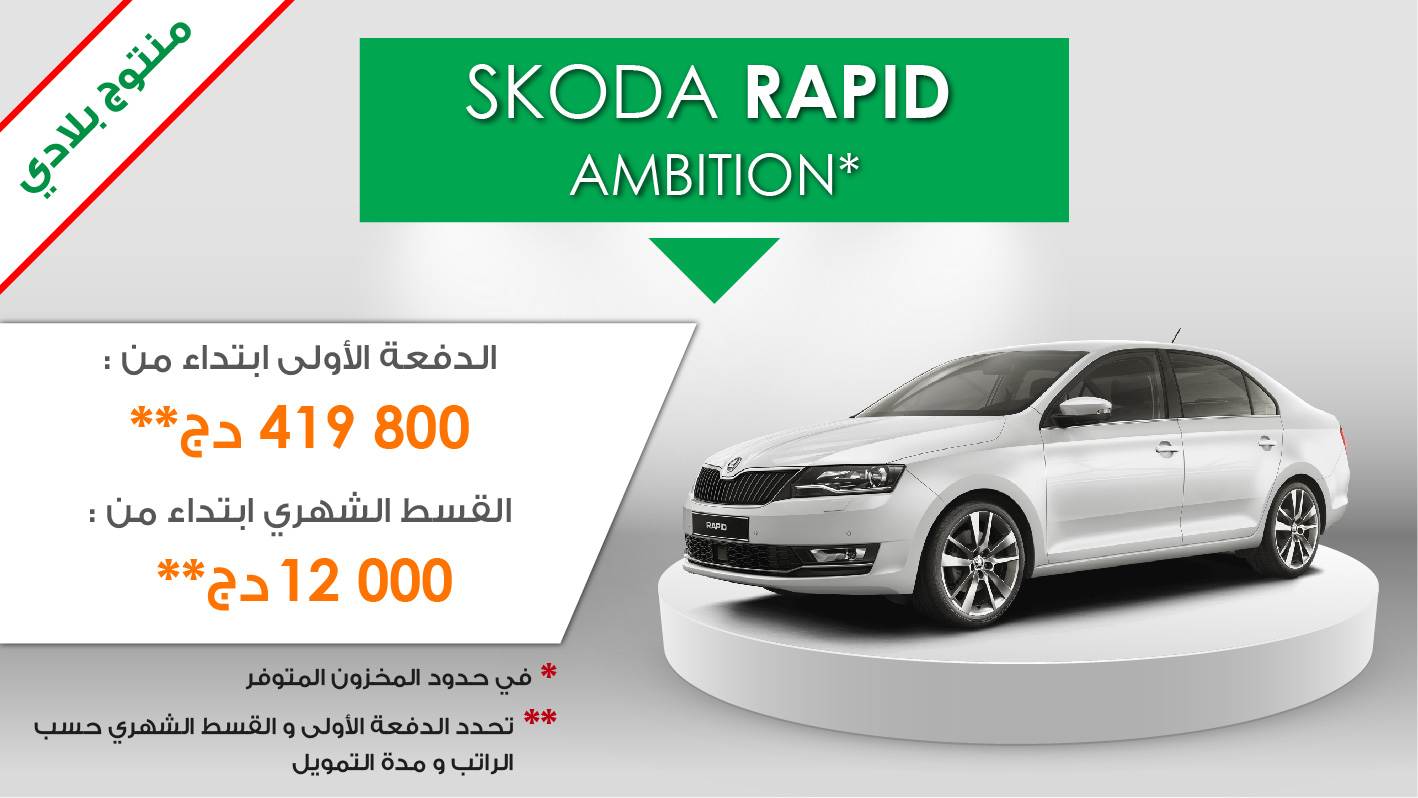 منتوج بلادي
SKODA RAPID
AMBITION*
الدفعة الأولى ابتداء من :
419 800 دج**
القسط الشهري ابتداء من :
12 000 دج**
RAPID
* في حدود المخزون المتوفر
** تحدد الدفعة الأولى و القسط الشهري حسب
الراتب و مدة التمويل